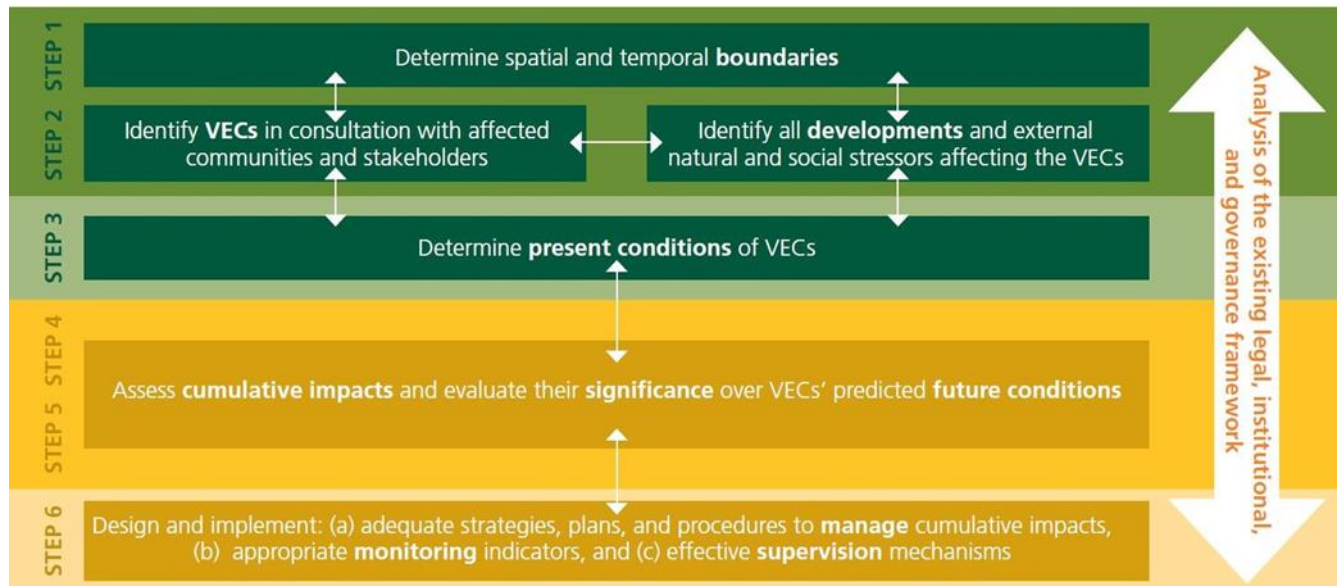 STEP 1
Determine spatial and temporal boundaries
STEP 2
Identify VECs in consultation with affected
communities and stakeholders
Identify all developments and external
natural and social stressors affecting the VECs
STEP 3
Determine present conditions of VECs
STEP 4
STEP 5
Assess cumulative impacts and evaluate their significance over VECs' predicted future conditions
STEP 6
Design and implement: (a) adequate strategies, plans, and procedures to manage cumulative impacts,
(b) appropriate monitoring indicators, and (c) effective supervision mechanisms
Analysis of the existing legal, institutional,
and governance framework